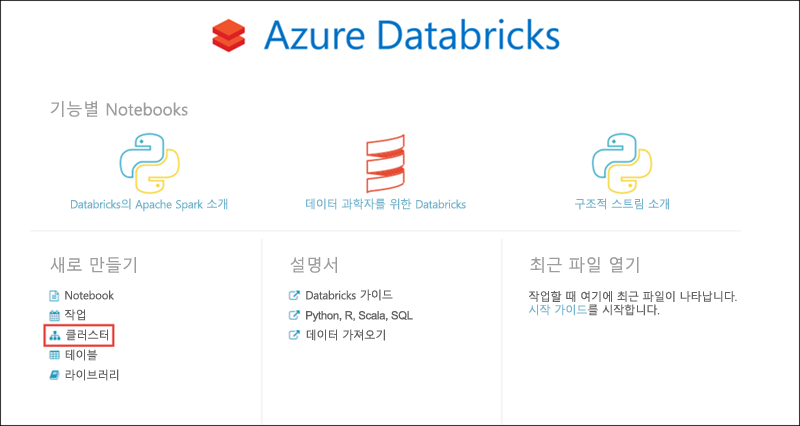 Azure Databricks
기능별 Notebooks
Databricks의 Apache Spark 소개
데이터 과학자를 위한 Databricks
구조적 스트림 소개
새로 만들기
Notebook
작업
클러스터
테이블
라이브러리
설명서
Databricks 가이드
Python, R, Scala, SQL
데이터 가져오기
최근 파일 열기
작업할 때 여기에 최근 파일이 나타납니다.
시작 가이드를 시작합니다.